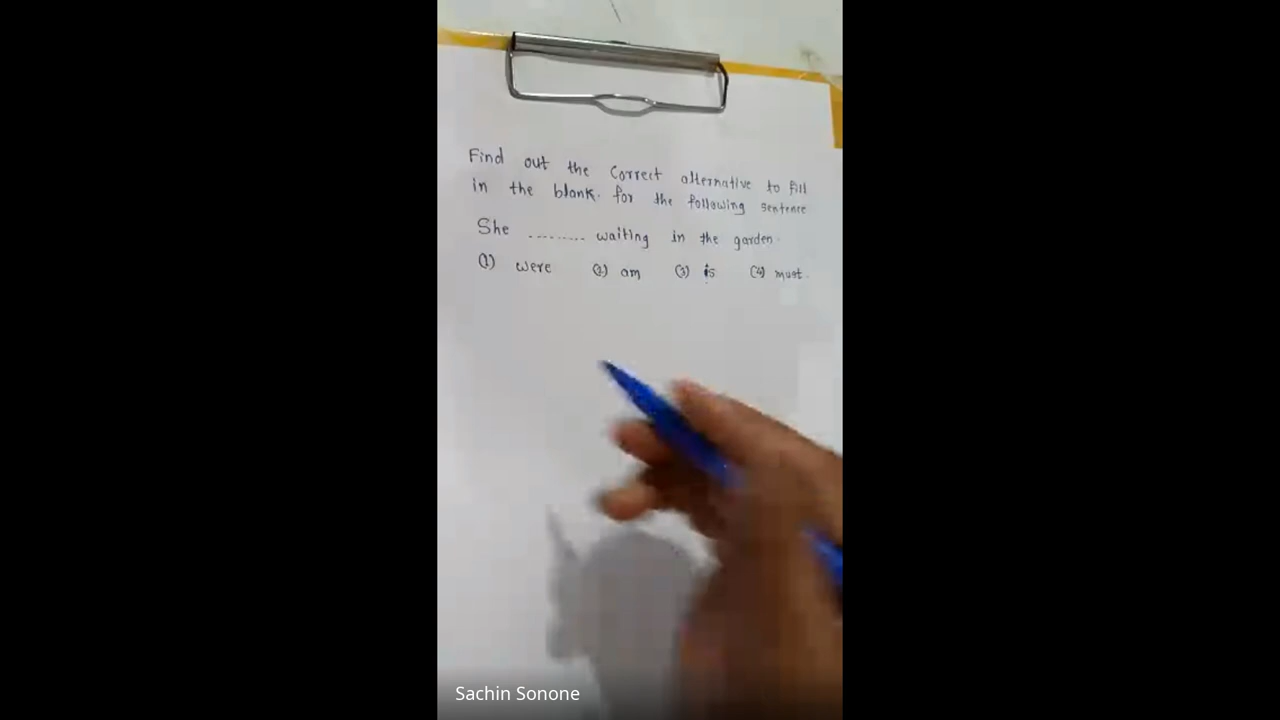 Find out the Correct alternative to fill
in the blank. for the following sentence
She ......... waiting in the garden.
(1) were (2) am (3) is (4) must.
Sachin Sonone